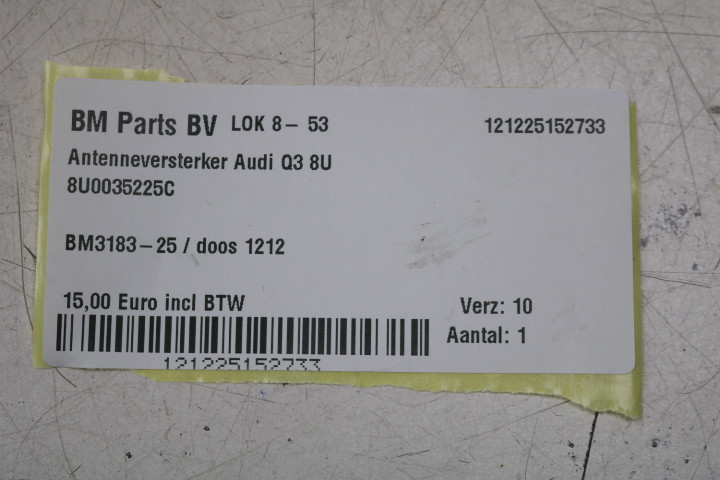 BM Parts BV LOK 8- 53 121225152733
Antenneversterker Audi Q3 8U
8U0035225C
BM3183-25 / doos 1212
15,00 Euro incl BTW Verz: 10
Aantal: 1
121225152733